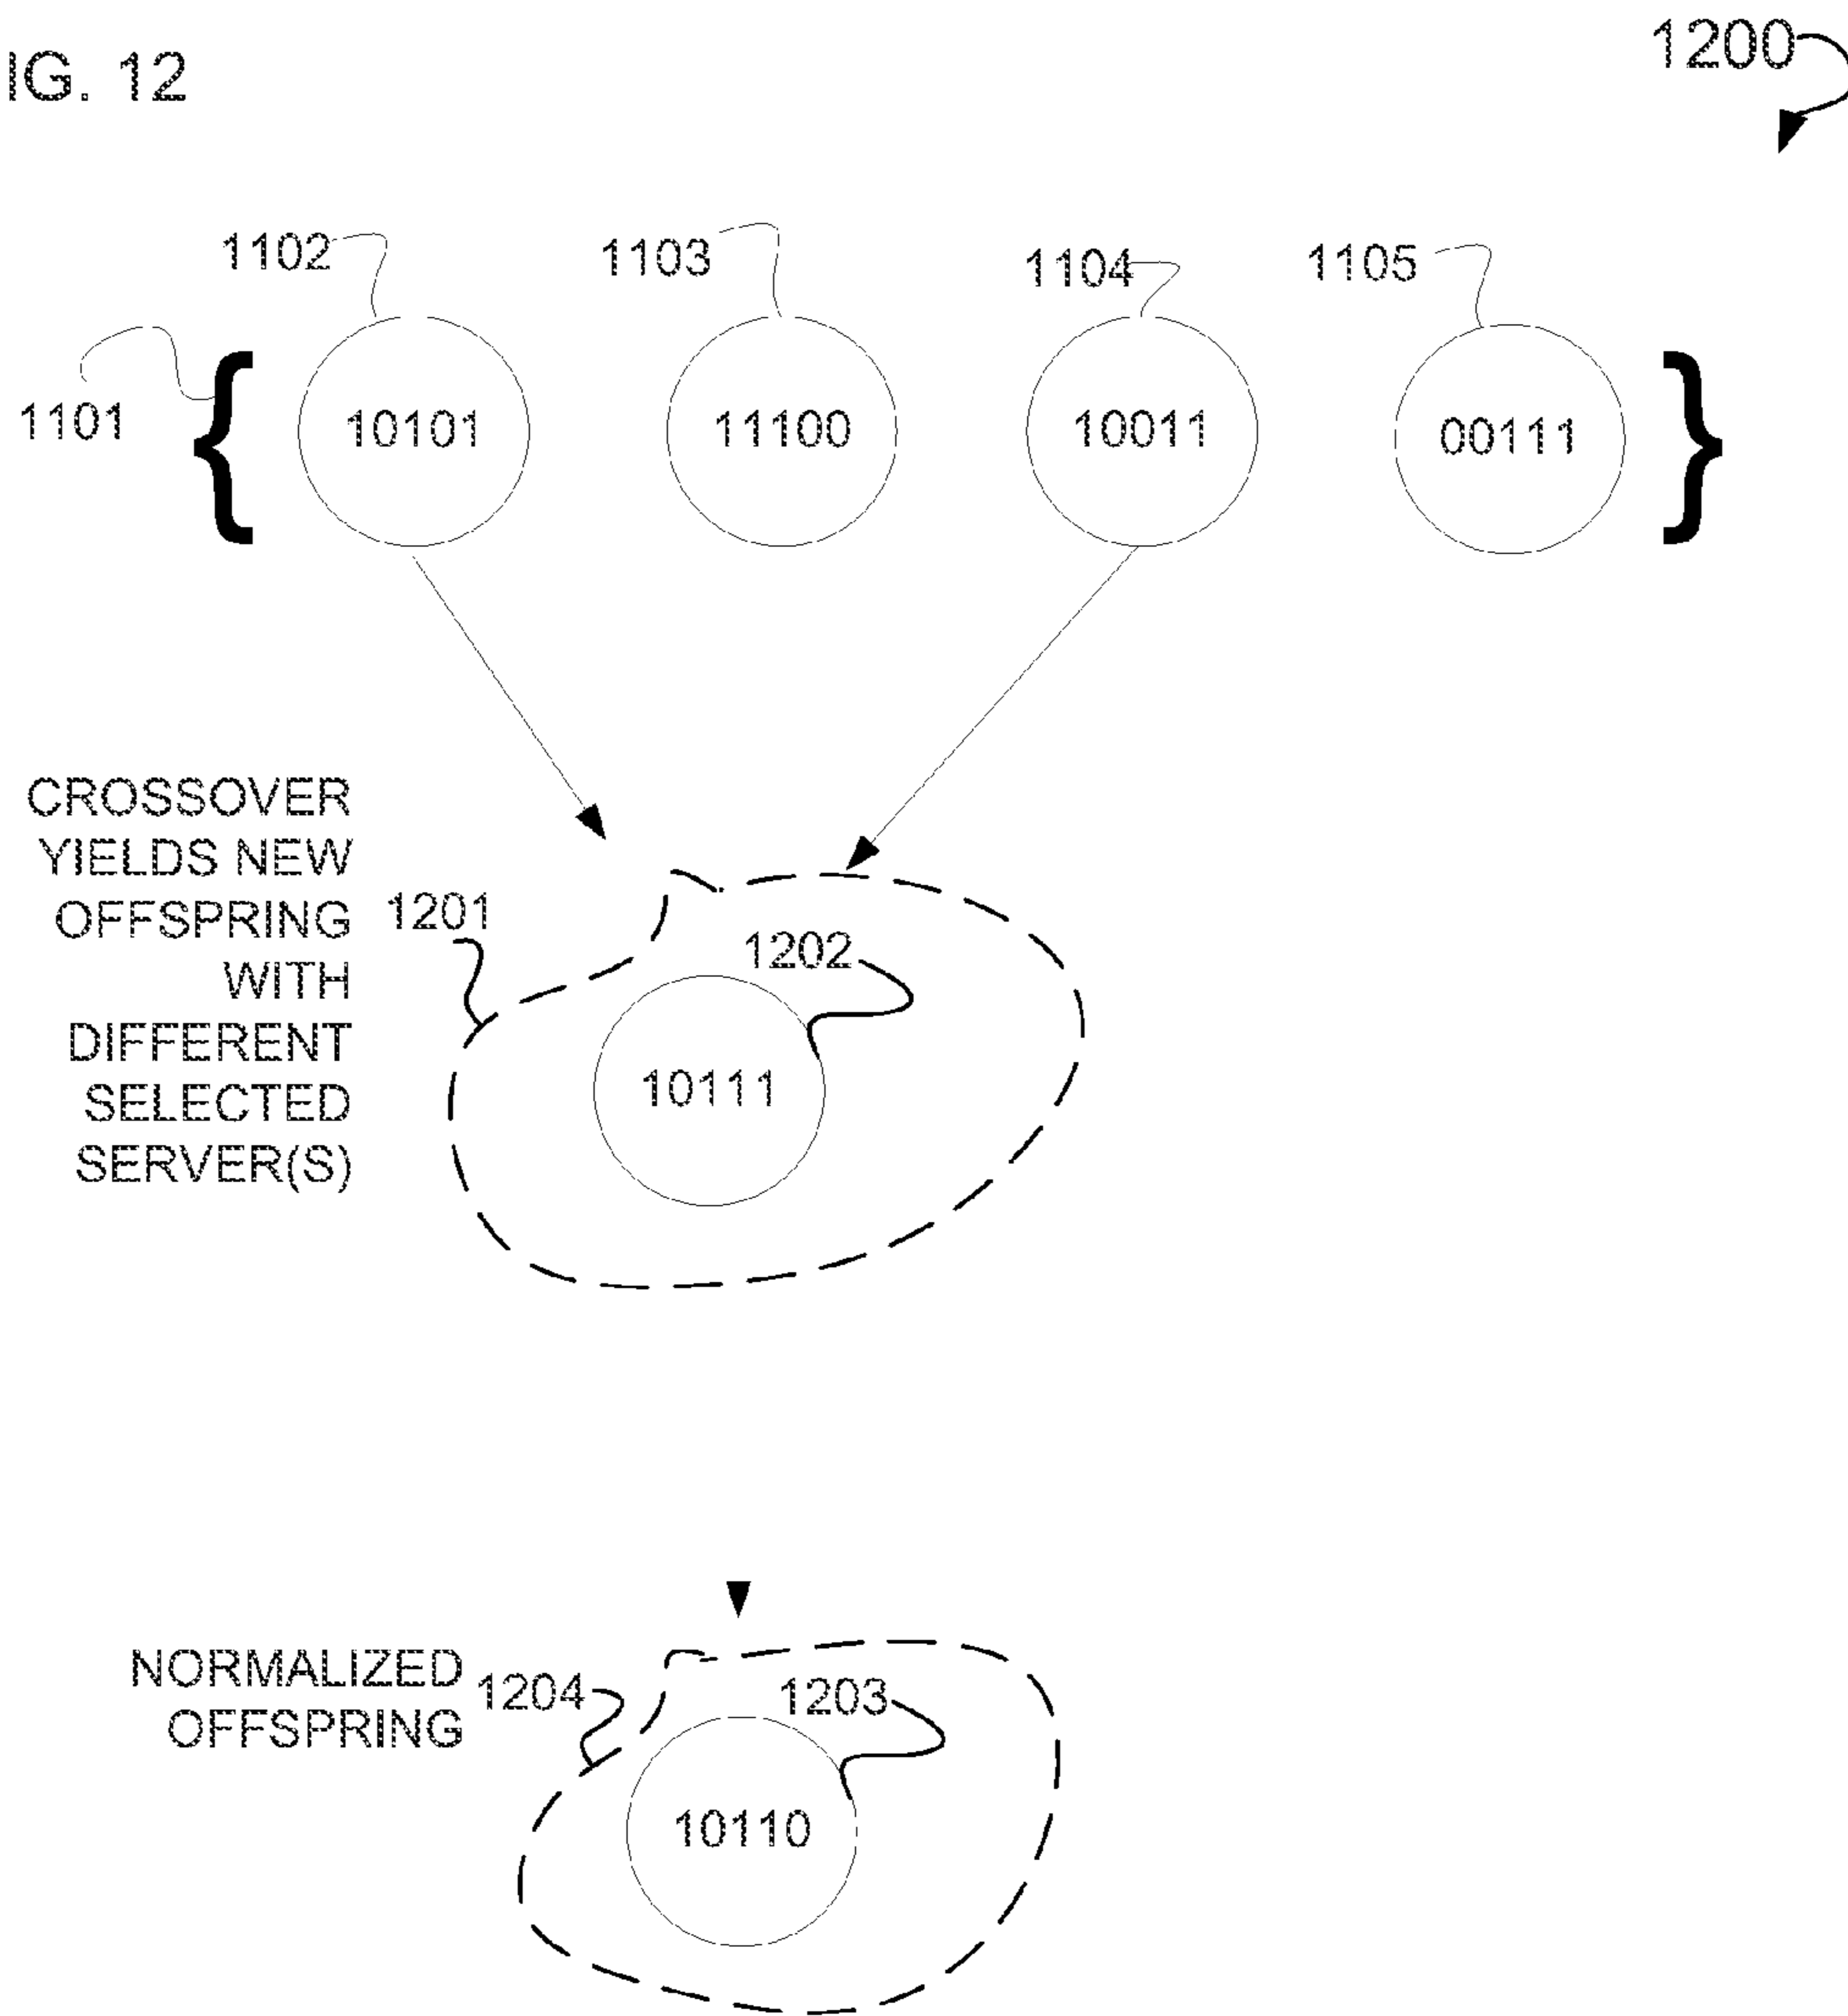 IG. 12
1200
1102
1103
1104
1105
1101
{
10101
11100
10011
00111
}
CROSSOVER
YIELDS NEW
OFFSPRING
WITH
DIFFERENT
SELECTED
SERVER(S)
1201
1202
10111
NORMALIZED
OFFSPRING
1204
1203
10110